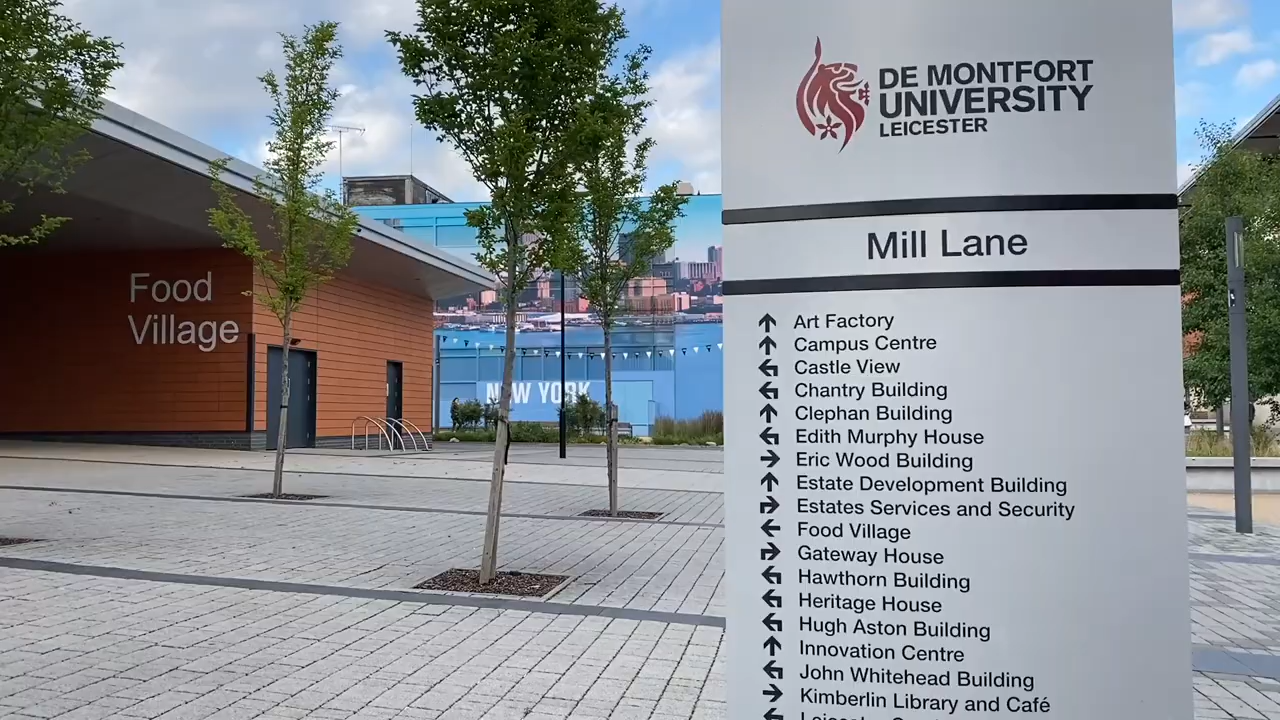 Food
Village
NEW YORK
DE MONTFORT
UNIVERSITY
LEICESTER
Mill Lane
Art Factory
Campus Centre
Castle View
Chantry Building
Clephan Building
Edith Murphy House
Eric Wood Building
Estate Development Building
Estates Services and Security
Food Village
Gateway House
Hawthorn Building
Heritage House
Hugh Aston Building
Innovation Centre
John Whitehead Building
Kimberlin Library and Café